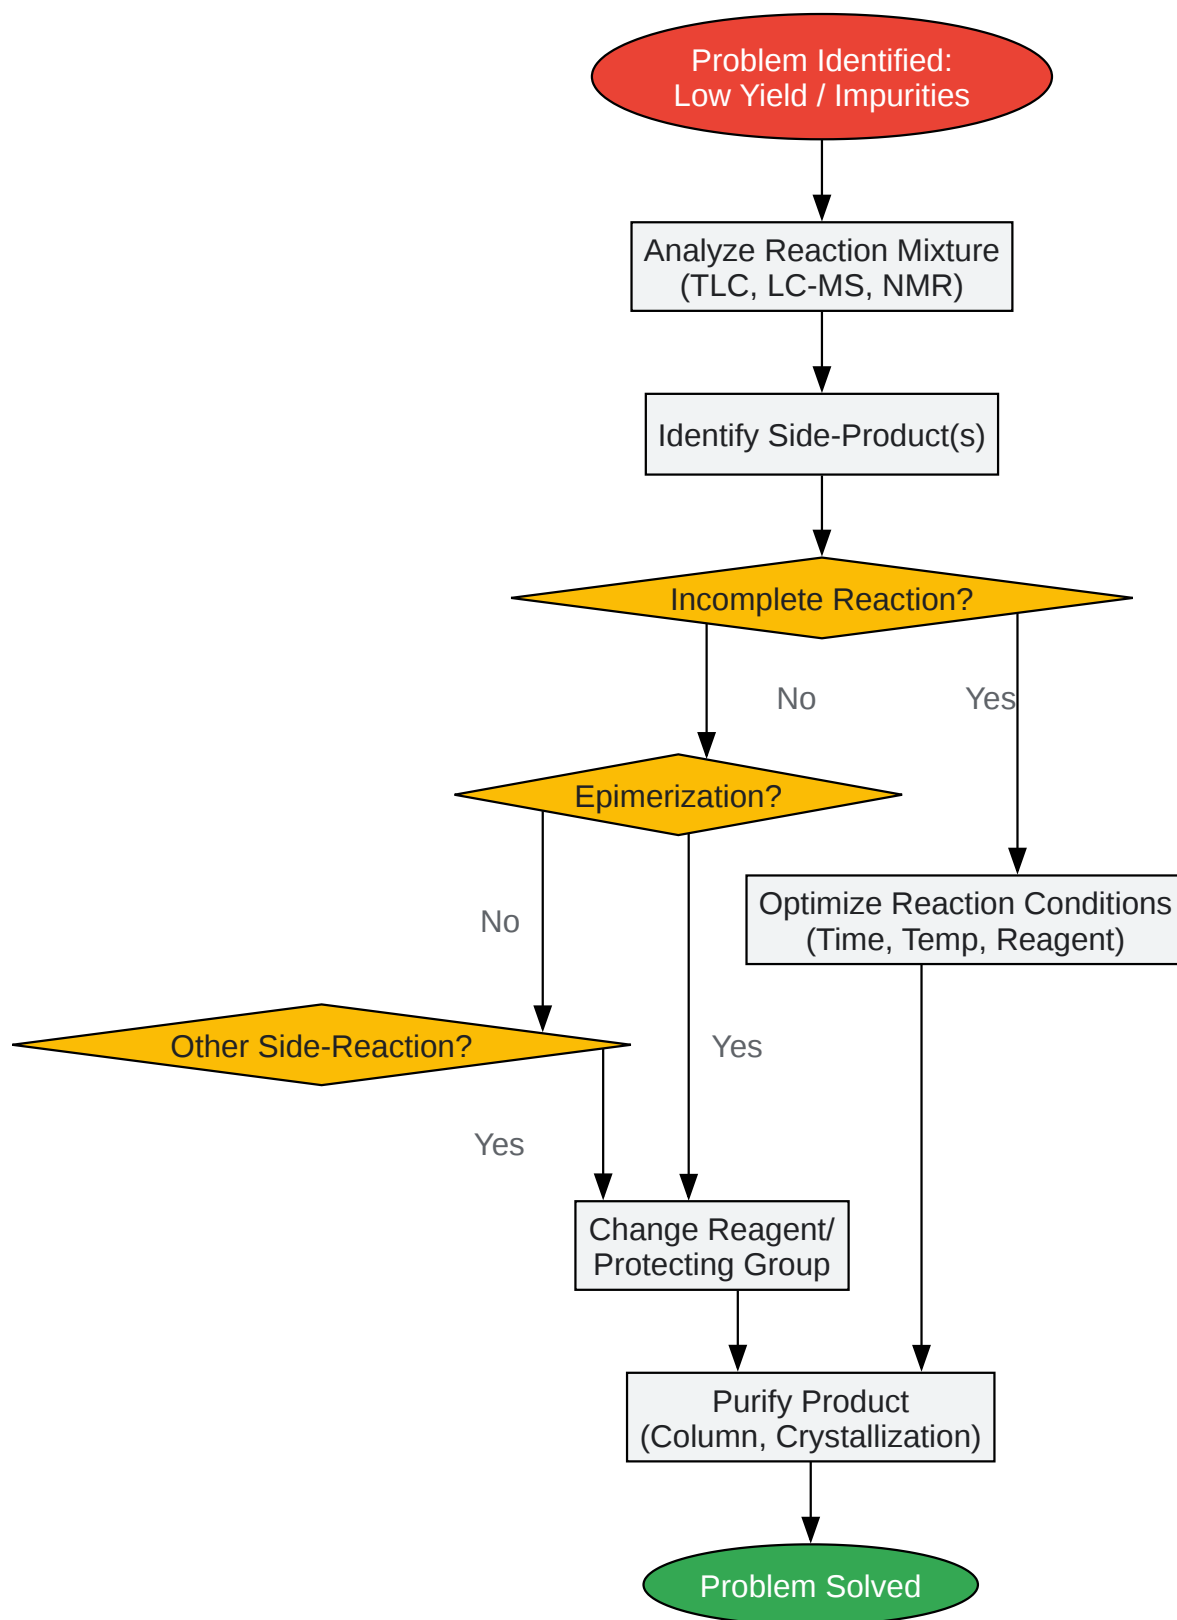 Problem Identified:
Low Yield / Impurities
Analyze Reaction Mixture
(TLC, LC-MS, NMR)
Identify Side-Product(s)
Incomplete Reaction?
No
Yes
Epimerization?
Optimize Reaction Conditions
(Time, Temp, Reagent)
No
Other Side-Reaction?
Yes
Yes
Change Reagent/
Protecting Group
Purify Product
(Column, Crystallization)
Problem Solved